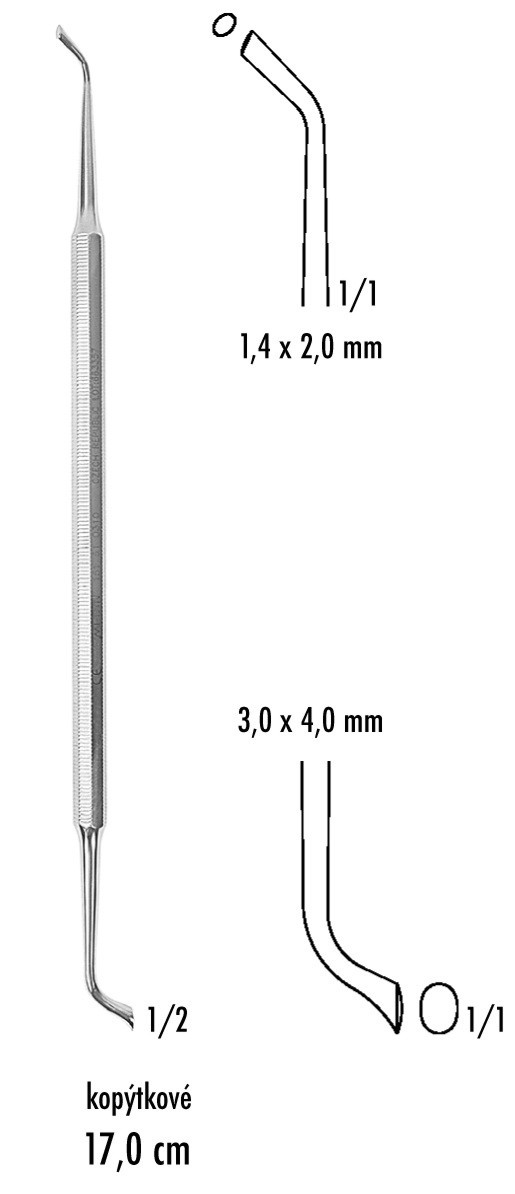 1/1
1,4 x 2,0 mm
3,0 x 4,0 mm
1/2
1/1
kopýtkové
17,0 cm